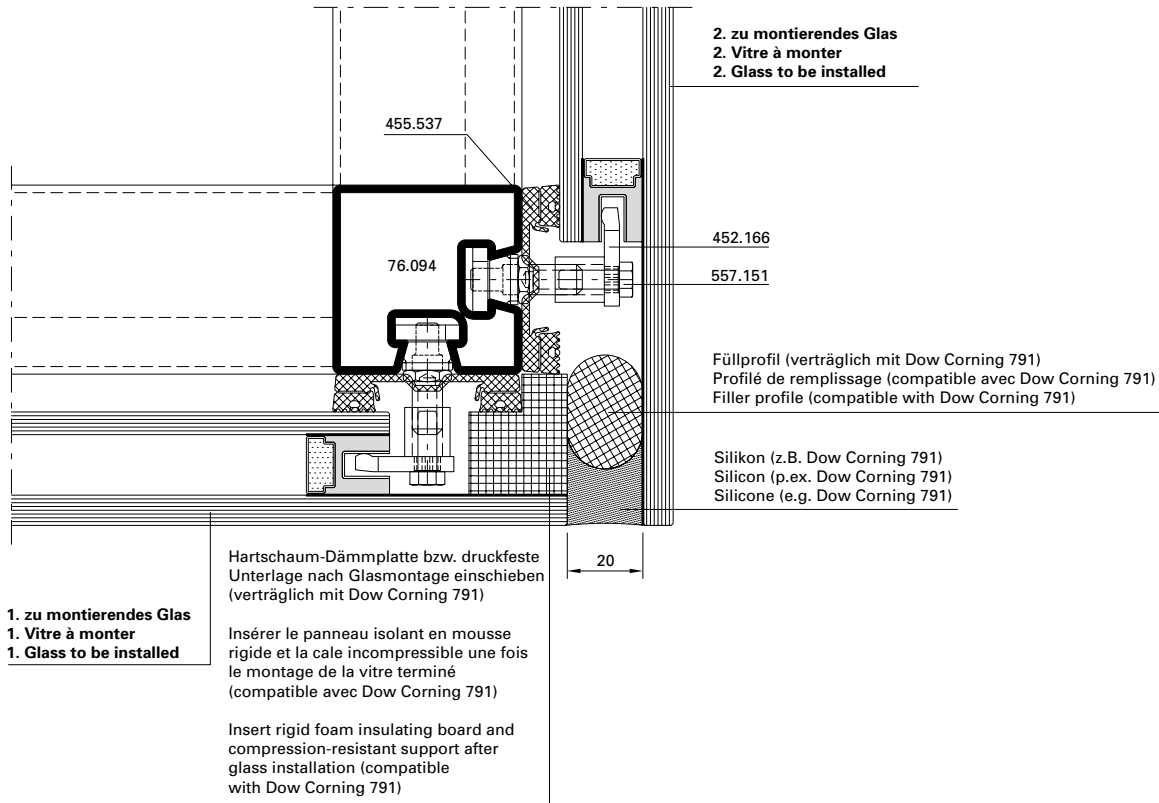 2. zu montierendes Glas
2. Vitre à monter
2. Glass to be installed
455.537
76.094
452.166
557.151
Füllprofil (verträglich mit Dow Corning 791)
Profilé de remplissage (compatible avec Dow Corning 791)
Filler profile (compatible with Dow Corning 791)
Silikon (z.B. Dow Corning 791)
Silicon (p.ex. Dow Corning 791)
Silicone (e.g. Dow Corning 791)
20
Hartschaum-Dämmplatte bzw. druckfeste
Unterlage nach Glasmontage einschieben
(verträglich mit Dow Corning 791)
Insérer le panneau isolant en mousse
rigide et la cale incompressible une fois
le montage de la vitre terminé
(compatible avec Dow Corning 791)
Insert rigid foam insulating board and
compression-resistant support after
glass installation (compatible
with Dow Corning 791)
1. zu montierendes Glas
1. Vitre à monter
1. Glass to be installed